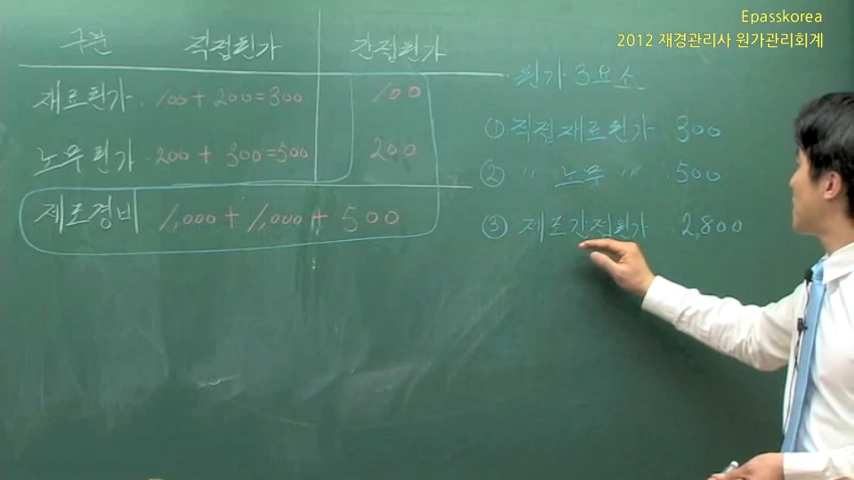 Epasskorea
2012 재경관리사 원가관리회계
구분 직접원가 간접원가
재료원가 100 + 200 = 300 100
노무원가 200 + 300 = 500 200
제조경비 1,000 + 1,000 + 500
원가 3요소
① 직접재료원가 300
② 〃 노무 〃 500
③ 제조간접원가 2,800